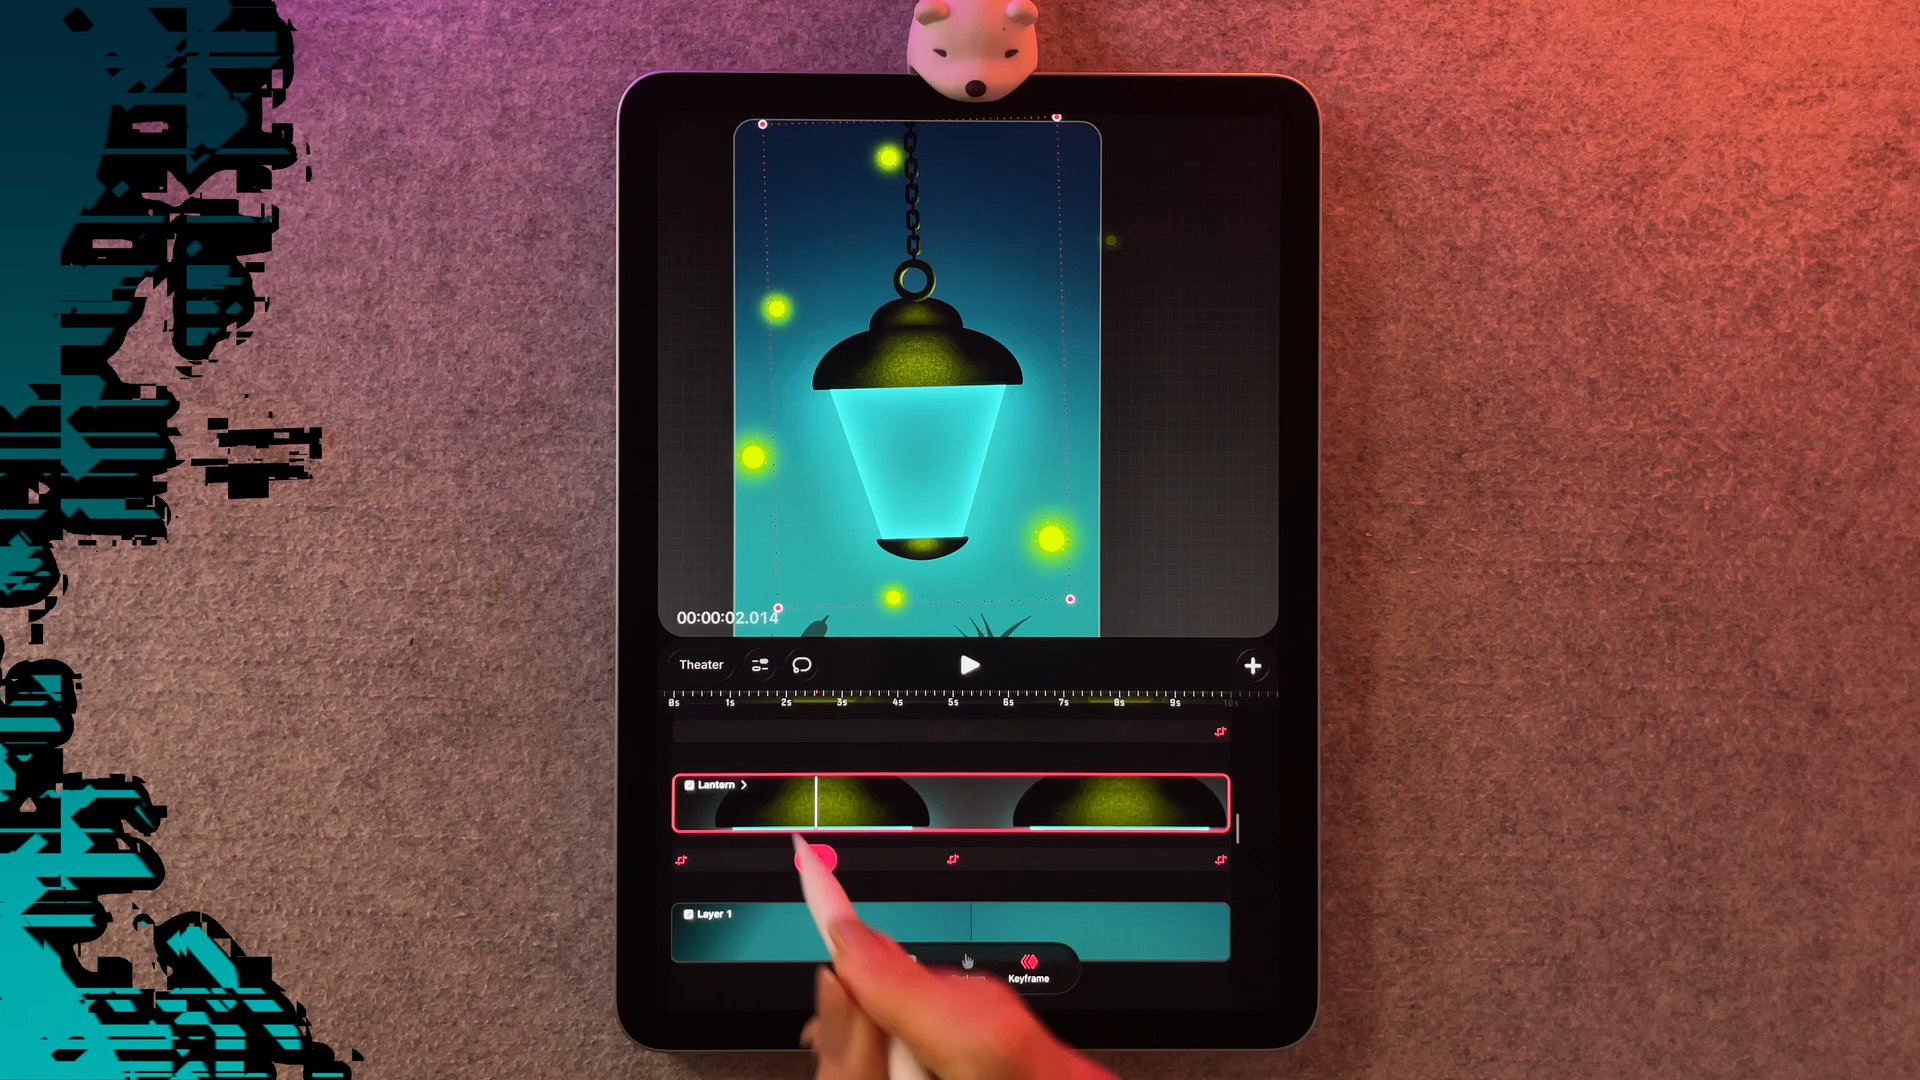 00:00:02.014
Theater
0s 1s 2s 3s 4s 5s 6s 7s 8s 9s 10s
Lantern
Layer 1
Keyframe